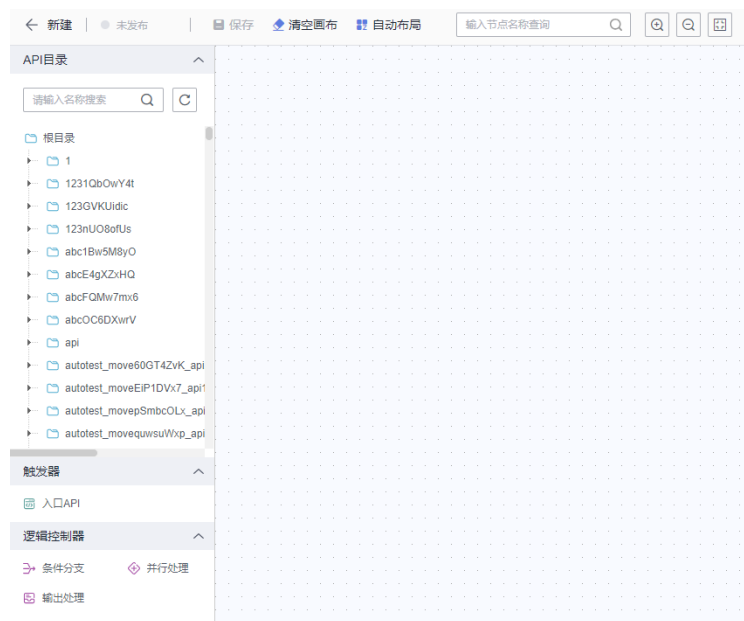 新建 未发布 保存 清空画布 自动布局 输入节点名称查询
API目录
请输入名称搜索
根目录
1
1231QbOwY4t
123GVKUidic
123nUO8ofUs
abc1Bw5M8yO
abcE4gXZxHQ
abcFQMw7mx6
abcOC6DXwrV
api
autotest_move60GT4ZvK_api
autotest_moveEiP1DVx7_api1
autotest_movepSmbcOLx_api
autotest_movequwsuWxp_api
触发器
入口API
逻辑控制器
条件分支 并行处理
输出处理